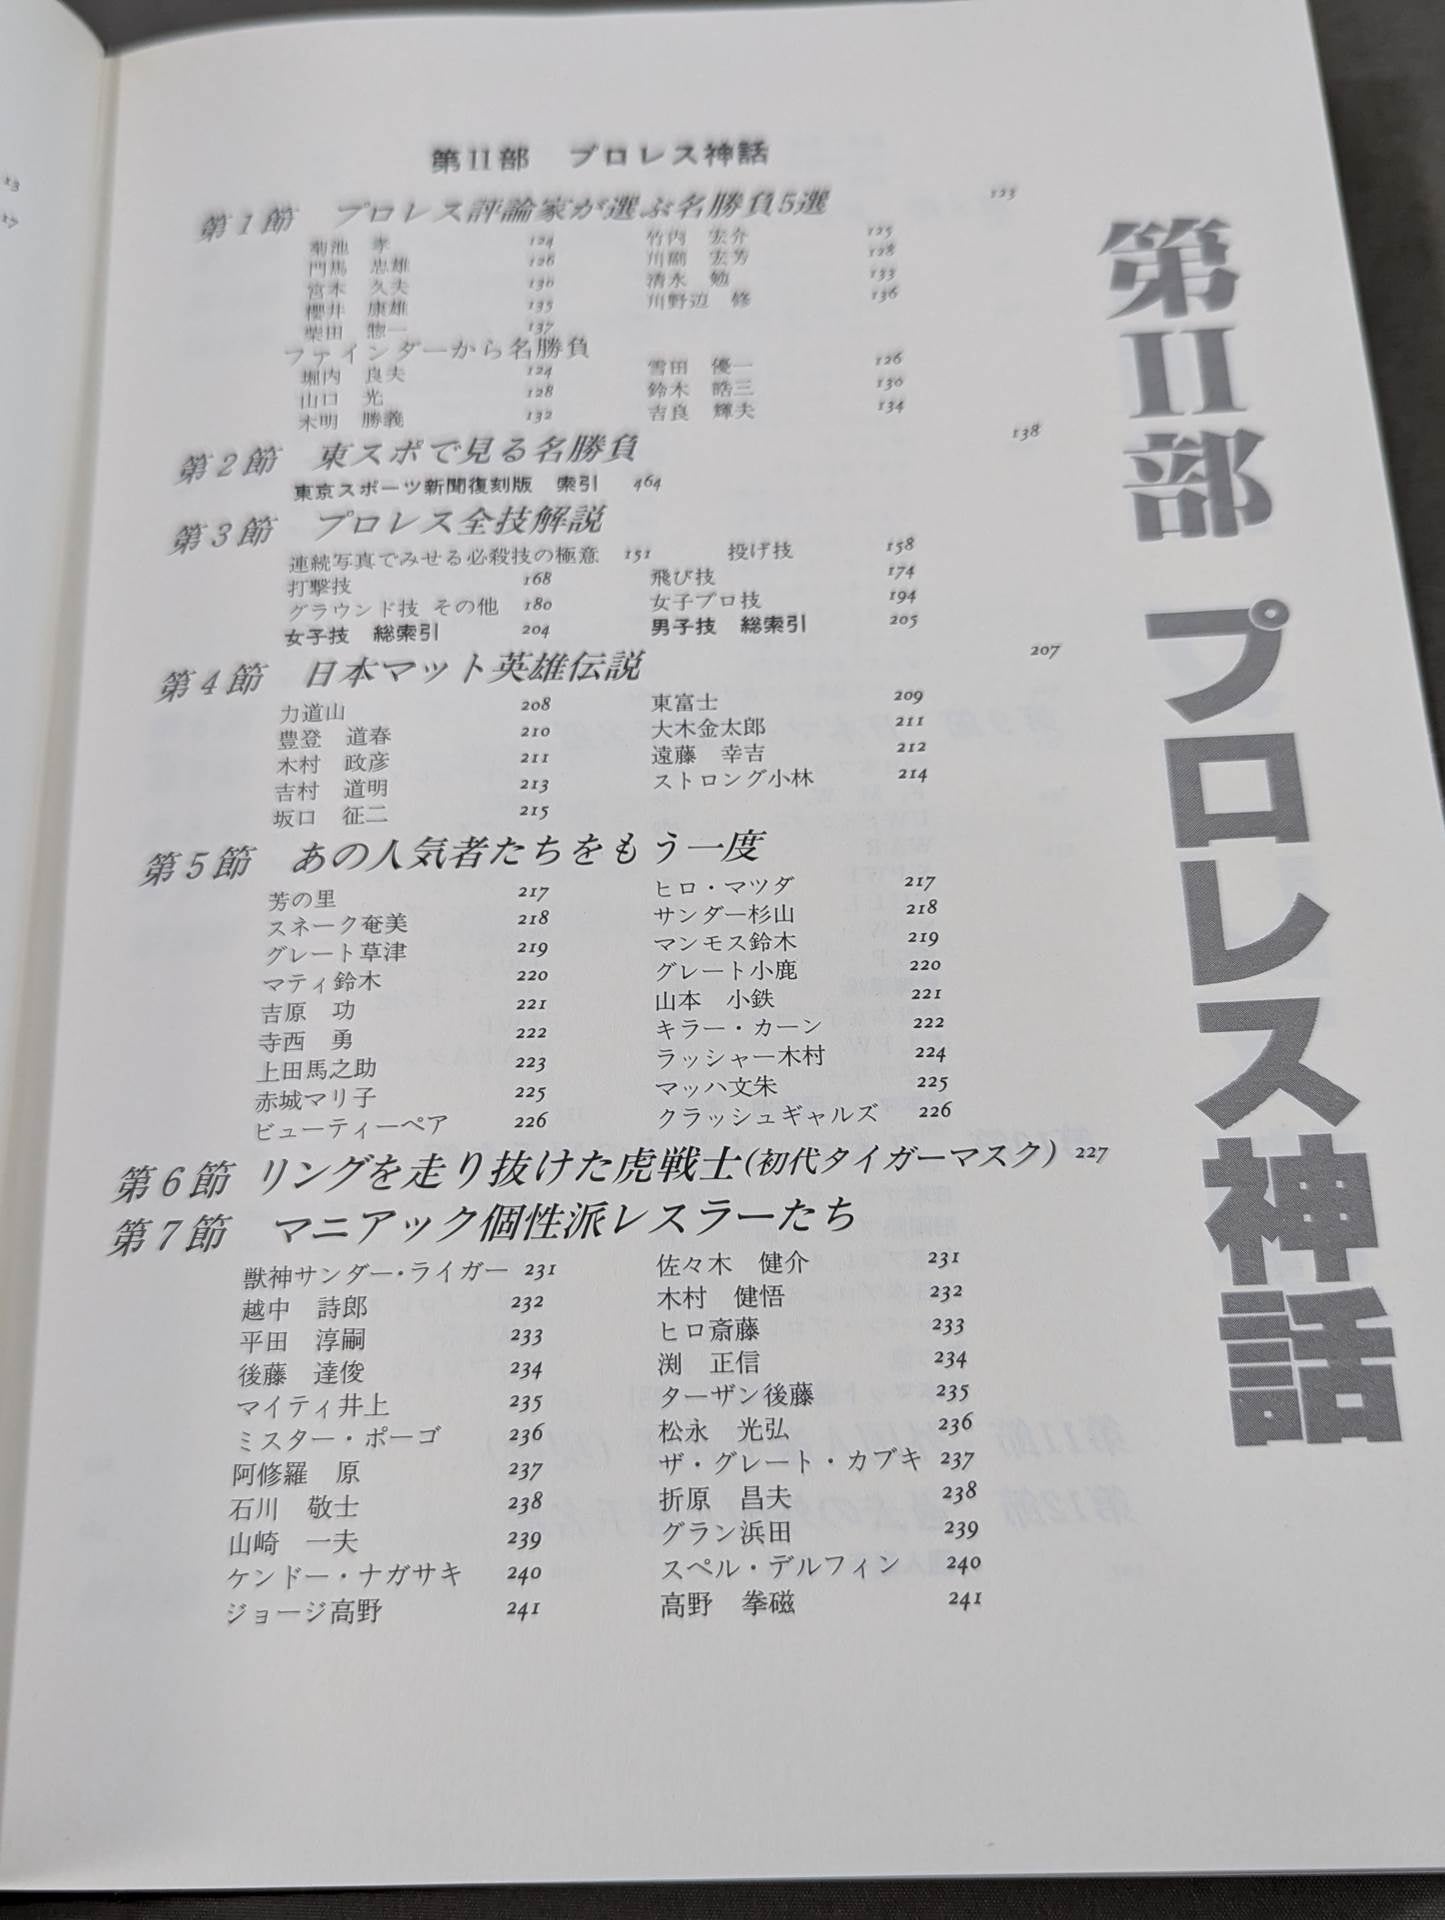 第II部　プロレス神話
第1節　プロレス評論家が選ぶ名勝負5選　123
菊池　孝　124　竹内　宏介　125
門馬　忠雄　126　川﨑　宏芳　128
宮本　久夫　130　清水　勉　133
櫻井　康雄　135　川野辺　修　136
柴田　惣一　137
ファインダーから名勝負
堀内　良夫　124　雪田　優一　126
山口　光　128　鈴木　皓三　130
木明　勝義　132　吉良　輝夫　134
第2節　東スポで見る名勝負　138
東京スポーツ新聞復刻版　索引　464
第3節　プロレス全技解説
連続写真でみせる必殺技の極意　151　投げ技　158
打撃技　168　飛び技　174
グラウンド技 その他　180　女子プロ技　194
女子技　総索引　204　男子技　総索引　205
第4節　日本マット英雄伝説　207
力道山　208　東富士　209
豊登　道春　210　大木金太郎　211
木村　政彦　211　遠藤　幸吉　212
吉村　道明　213　ストロング小林　214
坂口　征二　215
第5節　あの人気者たちをもう一度
芳の里　217　ヒロ・マツダ　217
スネーク奄美　218　サンダー杉山　218
グレート草津　219　マンモス鈴木　219
マティ鈴木　220　グレート小鹿　220
吉原　功　221　山本　小鉄　221
寺西　勇　222　キラー・カーン　222
上田馬之助　223　ラッシャー木村　224
赤城マリ子　225　マッハ文朱　225
ビューティーペア　226　クラッシュギャルズ　226
第6節　リングを走り抜けた虎戦士(初代タイガーマスク)　227
第7節　マニアック個性派レスラーたち
獣神サンダー・ライガー　231　佐々木　健介　231
越中　詩郎　232　木村　健悟　232
平田　淳嗣　233　ヒロ斎藤　233
後藤　達俊　234　渕　正信　234
マイティ井上　235　ターザン後藤　235
ミスター・ポーゴ　236　松永　光弘　236
阿修羅　原　237　ザ・グレート・カブキ　237
石川　敬士　238　折原　昌夫　238
山崎　一夫　239　グラン浜田　239
ケンドー・ナガサキ　240　スペル・デルフィン　240
ジョージ高野　241　高野　拳磁　241
第II部 プロレス神話